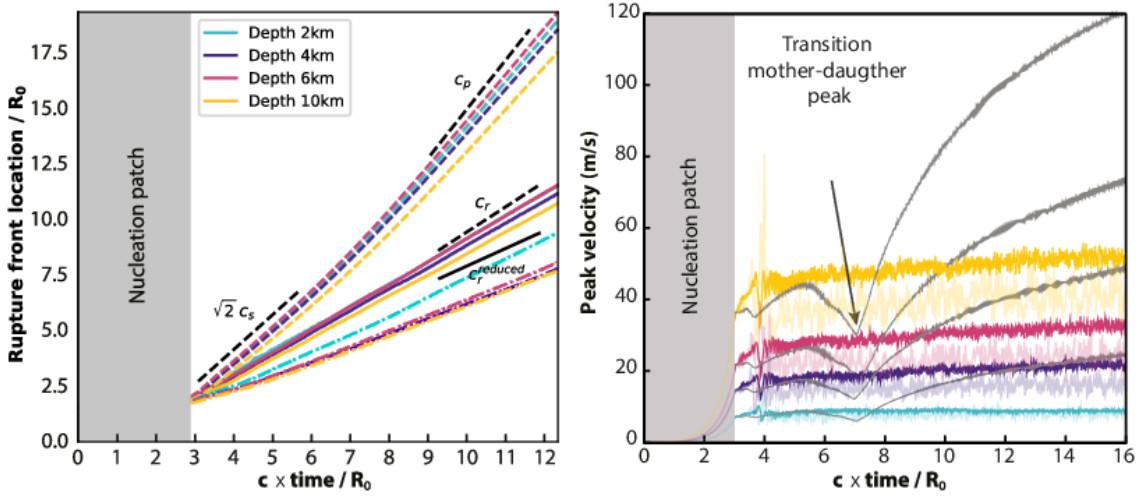 Rupture front location / R₀
17.5
15.0
12.5
10.0
7.5
5.0
2.5
0.0
Nucleation patch
Depth 2km
Depth 4km
Depth 6km
Depth 10km
c_p
c_r
c_r^reduced
√2 c_s
0 1 2 3 4 5 6 7 8 9 10 11 12
c × time / R₀
Peak velocity (m/s)
120
100
80
60
40
20
0
Nucleation patch
Transition
mother-daugther
peak
0 2 4 6 8 10 12 14 16
c × time / R₀